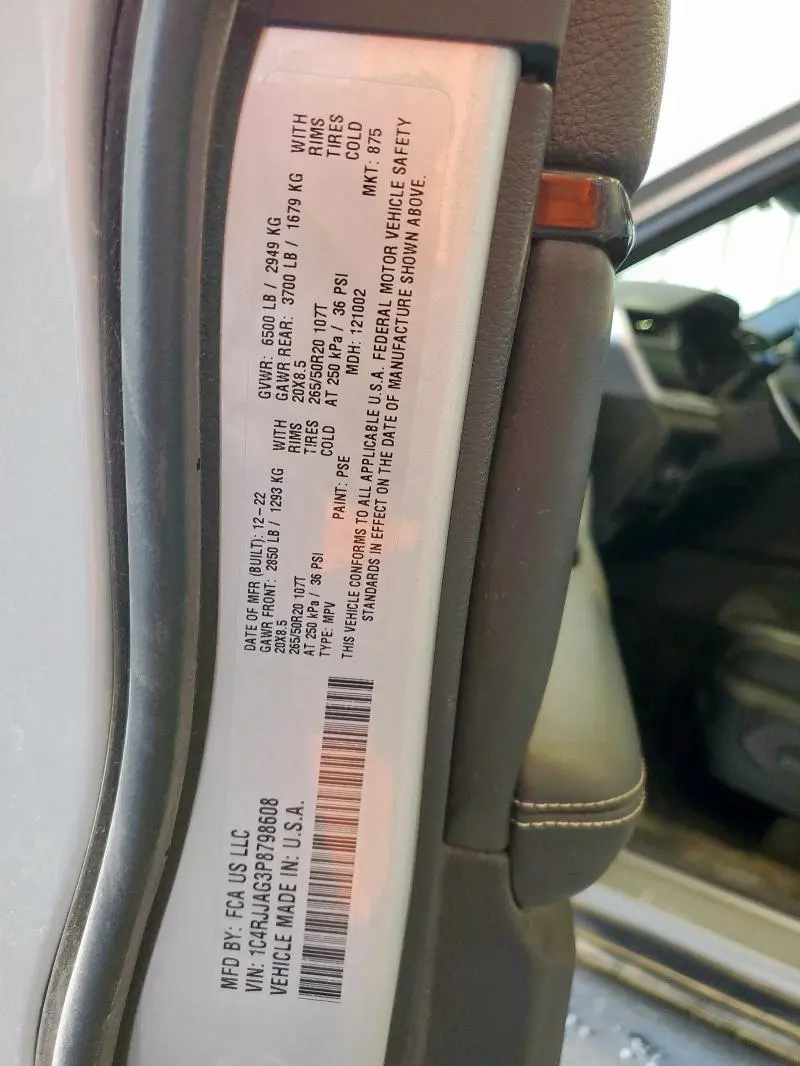 MFD BY: FCA US LLC
VIN: 1C4RJJAG3P8798608
VEHICLE MADE IN: U.S.A.
DATE OF MFR (BUILT): 12-22
GAWR FRONT: 2850 LB / 1293 KG WITH
20X8.5 RIMS
265/50R20 107T TIRES
AT 250 kPa / 36 PSI COLD
TYPE: MPV
GVWR: 6500 LB / 2949 KG
GAWR REAR: 3700 LB / 1679 KG WITH
20X8.5 RIMS
265/50R20 107T TIRES
AT 250 kPa / 36 PSI COLD
PAINT: PSE MDH: 121002 MKT: 875
THIS VEHICLE CONFORMS TO ALL APPLICABLE U.S.A. FEDERAL MOTOR VEHICLE SAFETY
STANDARDS IN EFFECT ON THE DATE OF MANUFACTURE SHOWN ABOVE.